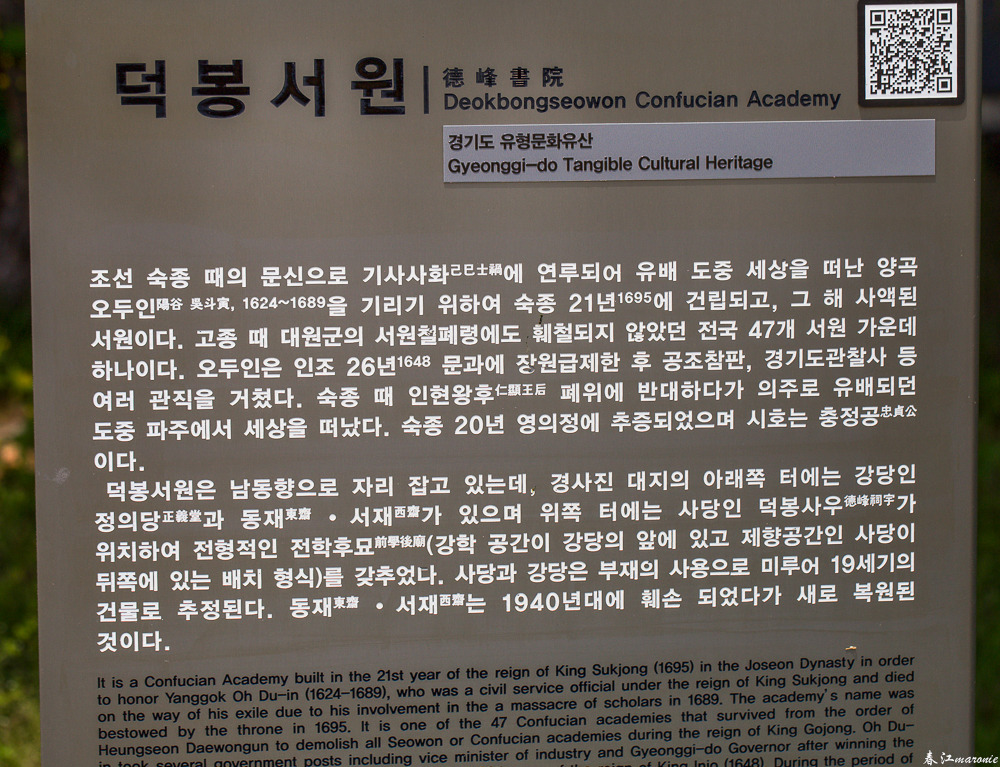 덕봉서원
德峰書院
Deokbongseowon Confucian Academy
경기도 유형문화유산
Gyeonggi-do Tangible Cultural Heritage
조선 숙종 때의 문신으로 기사사화己巳士禍에 연루되어 유배 도중 세상을 떠난 양곡
오두인陽谷 吳斗寅, 1624~1689을 기리기 위하여 숙종 21년1695에 건립되고, 그 해 사액된
서원이다. 고종 때 대원군의 서원철폐령에도 훼철되지 않았던 전국 47개 서원 가운데
하나이다. 오두인은 인조 26년1648 문과에 장원급제한 후 공조참판, 경기도관찰사 등
여러 관직을 거쳤다. 숙종 때 인현왕후仁顯王后 폐위에 반대하다가 의주로 유배되던
도중 파주에서 세상을 떠났다. 숙종 20년 영의정에 추증되었으며 시호는 충정공忠貞公
이다.
덕봉서원은 남동향으로 자리 잡고 있는데, 경사진 대지의 아래쪽 터에는 강당인
정의당正義堂과 동재東齋 • 서재西齋가 있으며 위쪽 터에는 사당인 덕봉사우德峰祠宇가
위치하여 전형적인 전학후묘前學後廟(강학 공간이 강당의 앞에 있고 제향공간인 사당이
뒤쪽에 있는 배치 형식)를 갖추었다. 사당과 강당은 부재의 사용으로 미루어 19세기의
건물로 추정된다. 동재東齋 • 서재西齋는 1940년대에 훼손 되었다가 새로 복원된
것이다.
It is a Confucian Academy built in the 21st year of the reign of King Sukjong (1695) in the Joseon Dynasty in order
to honor Yanggok Oh Du-in (1624-1689), who was a civil service official under the reign of King Sukjong and died
on the way of his exile due to his involvement in the a massacre of scholars in 1689. The academy's name was
bestowed by the throne in 1695. It is one of the 47 Confucian academies that survived from the order of
Heungseon Daewongun to demolish all Seowon or Confucian academies during the reign of King Gojong. Oh Du-
in took several government posts including vice minister of industry and Gyeonggi-do Governor after winning the
of the reign of King Injo (1648). During the period of
春江maronie